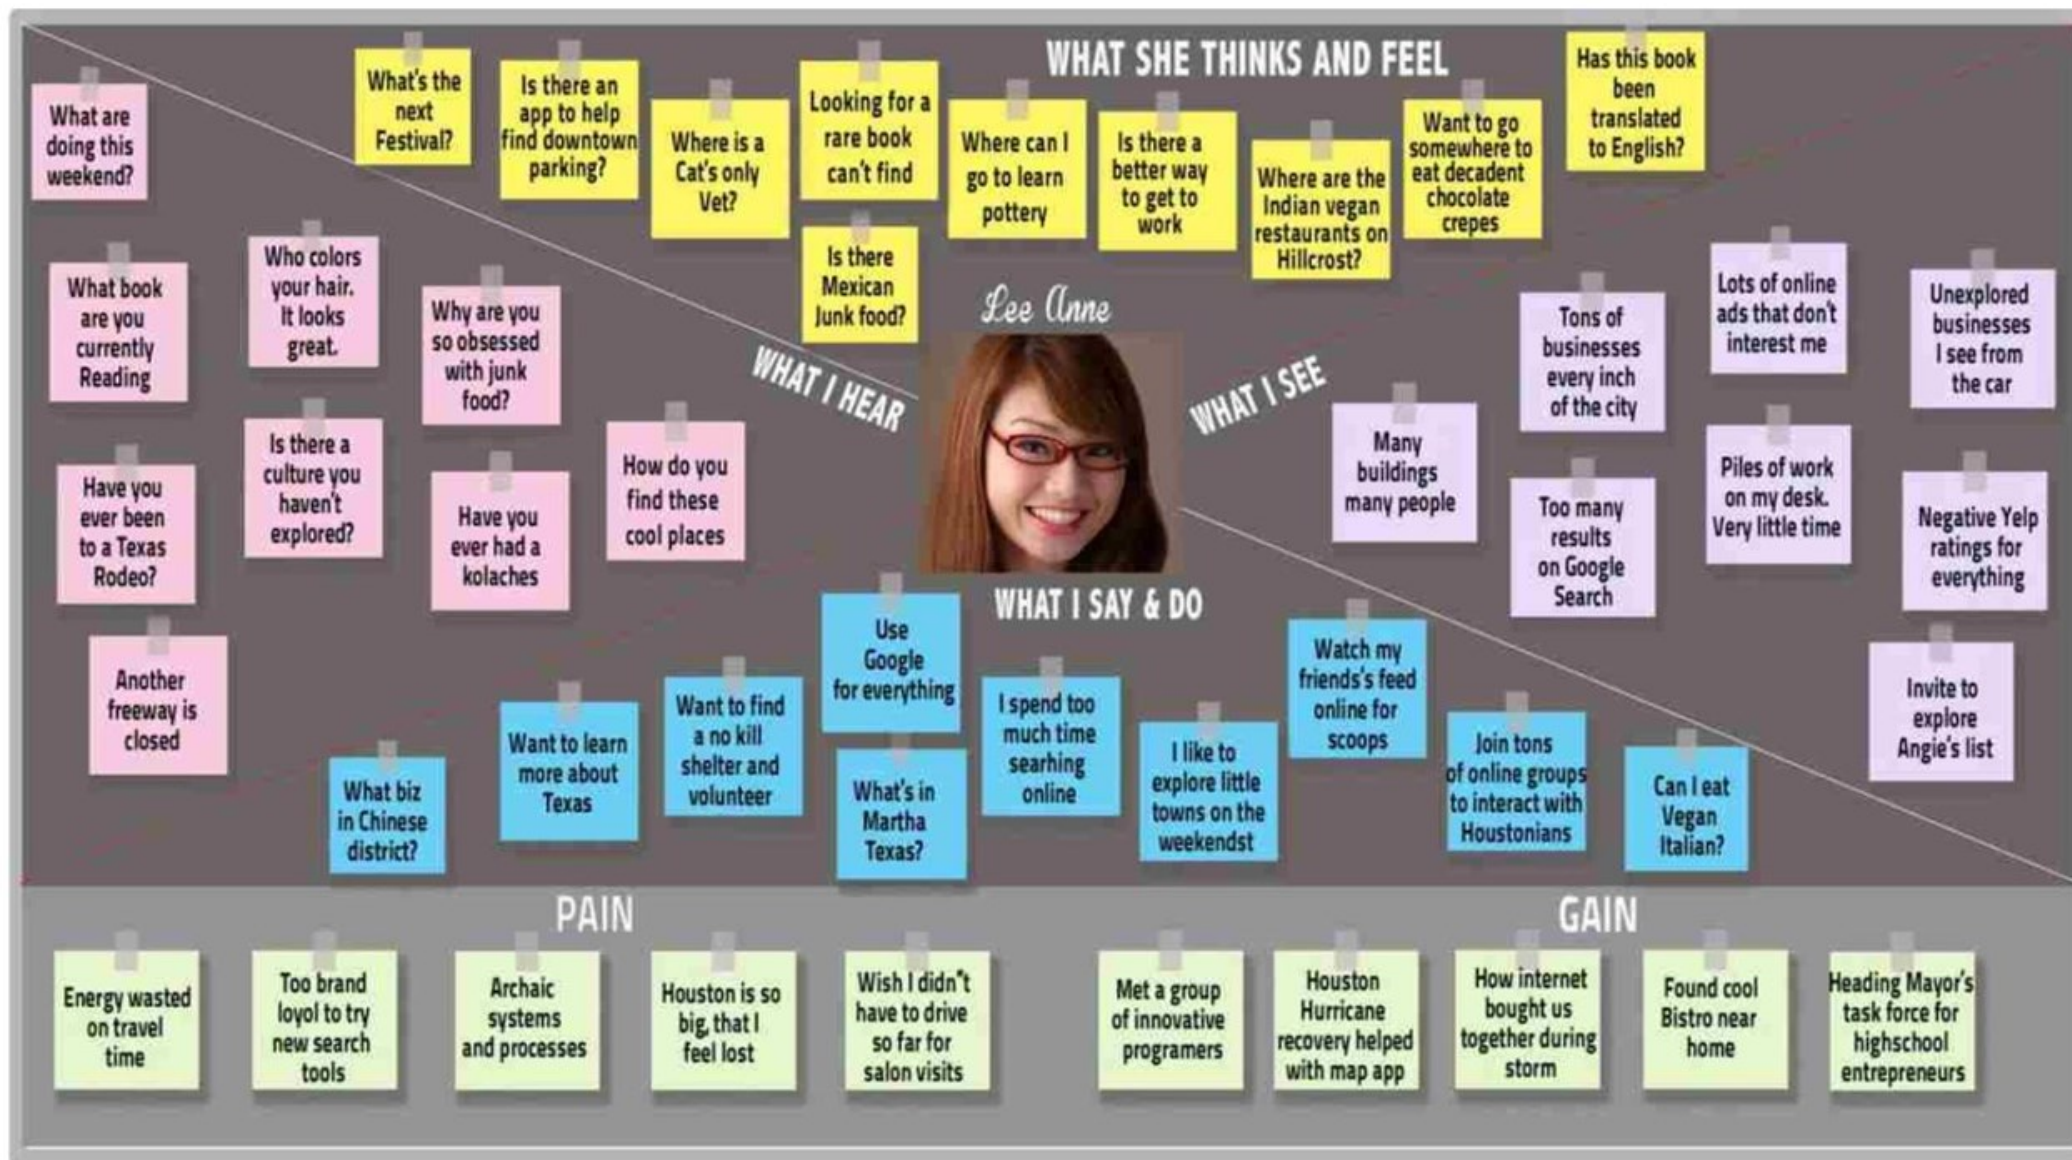 WHAT SHE THINKS AND FEEL
What's the
next
Festival?
Is there an
app to help
find downtown
parking?
Where is a
Cat's only
Vet?
Looking for a
rare book
can't find
Is there
Mexican
Junk food?
Where can I
go to learn
pottery
Is there a
better way
to get to
work
Where are the
Indian vegan
restaurants on
Hillcrost?
Want to go
somewhere to
eat decadent
chocolate
crepes
Has this book
been
translated
to English?
Lee Anne
WHAT I HEAR
What are
doing this
weekend?
What book
are you
currently
Reading
Who colors
your hair.
It looks
great.
Why are you
so obsessed
with junk
food?
Have you
ever been
to a Texas
Rodeo?
Is there a
culture you
haven't
explored?
Have you
ever had a
kolaches
How do you
find these
cool places
Another
freeway is
closed
WHAT I SEE
Many
buildings
many people
Tons of
businesses
every inch
of the city
Lots of online
ads that don't
interest me
Unexplored
businesses
I see from
the car
Too many
results
on Google
Search
Piles of work
on my desk.
Very little time
Negative Yelp
ratings for
everything
Invite to
explore
Angie's list
WHAT I SAY & DO
What biz
in Chinese
district?
Want to learn
more about
Texas
Want to find
a no kill
shelter and
volunteer
Use
Google
for everything
What's in
Martha
Texas?
I spend too
much time
searhing
online
I like to
explore little
towns on the
weekendst
Watch my
friends's feed
online for
scoops
Join tons
of online groups
to interact with
Houstonians
Can I eat
Vegan
Italian?
PAIN
Energy wasted
on travel
time
Too brand
loyol to try
new search
tools
Archaic
systems
and processes
Houston is so
big, that I
feel lost
Wish I didn"t
have to drive
so far for
salon visits
GAIN
Met a group
of innovative
programers
Houston
Hurricane
recovery helped
with map app
How internet
bought us
together during
storm
Found cool
Bistro near
home
Heading Mayor's
task force for
highschool
entrepreneurs